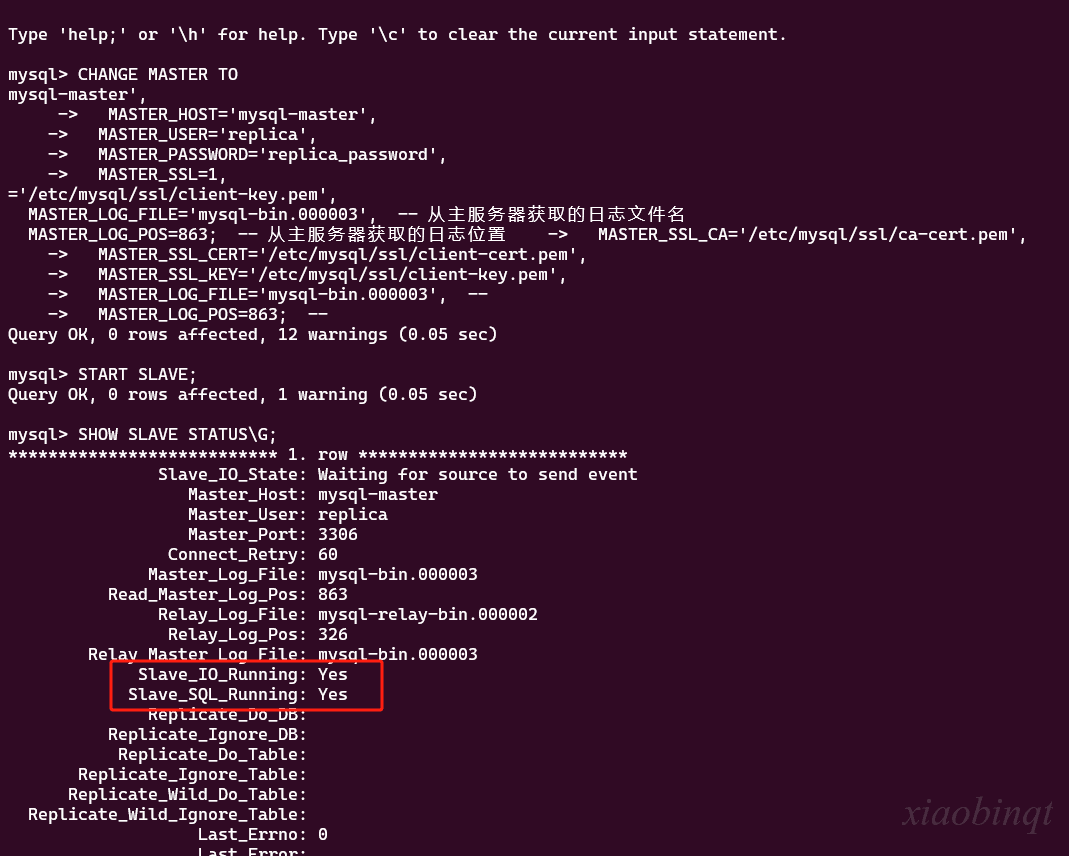 Type 'help;' or '\h' for help. Type '\c' to clear the current input statement.
mysql> CHANGE MASTER TO
mysql-master',
    ->   MASTER_HOST='mysql-master',
    ->   MASTER_USER='replica',
    ->   MASTER_PASSWORD='replica_password',
    ->   MASTER_SSL=1,
='/etc/mysql/ssl/client-key.pem',
  MASTER_LOG_FILE='mysql-bin.000003',  -- 从主服务器获取的日志文件名
  MASTER_LOG_POS=863;  -- 从主服务器获取的日志位置    ->   MASTER_SSL_CA='/etc/mysql/ssl/ca-cert.pem',
    ->   MASTER_SSL_CERT='/etc/mysql/ssl/client-cert.pem',
    ->   MASTER_SSL_KEY='/etc/mysql/ssl/client-key.pem',
    ->   MASTER_LOG_FILE='mysql-bin.000003',  --
    ->   MASTER_LOG_POS=863;  --
Query OK, 0 rows affected, 12 warnings (0.05 sec)
mysql> START SLAVE;
Query OK, 0 rows affected, 1 warning (0.05 sec)
mysql> SHOW SLAVE STATUS\G;
*************************** 1. row ***************************
               Slave_IO_State: Waiting for source to send event
                  Master_Host: mysql-master
                  Master_User: replica
                  Master_Port: 3306
                Connect_Retry: 60
              Master_Log_File: mysql-bin.000003
          Read_Master_Log_Pos: 863
               Relay_Log_File: mysql-relay-bin.000002
                Relay_Log_Pos: 326
        Relay_Master_Log_File: mysql-bin.000003
             Slave_IO_Running: Yes
            Slave_SQL_Running: Yes
              Replicate_Do_DB:
          Replicate_Ignore_DB:
           Replicate_Do_Table:
       Replicate_Ignore_Table:
      Replicate_Wild_Do_Table:
  Replicate_Wild_Ignore_Table:
                   Last_Errno: 0
                   Last_Error:
xiaobinqt